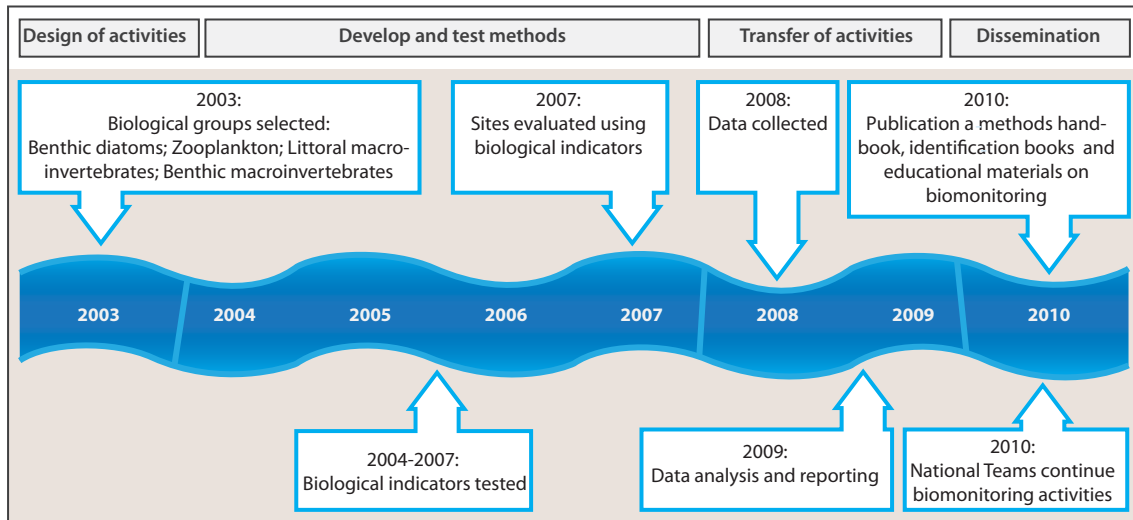 Design of activities
Develop and test methods
Transfer of activities
Dissemination
2003:
Biological groups selected:
Benthic diatoms; Zooplankton; Littoral macro-
invertebrates; Benthic macroinvertebrates
2007:
Sites evaluated using
biological indicators
2008:
Data collected
2010:
Publication a methods hand-
book, identification books and
educational materials on
biomonitoring
2003
2004
2005
2006
2007
2008
2009
2010
2004-2007:
Biological indicators tested
2009:
Data analysis and reporting
2010:
National Teams continue
biomonitoring activities